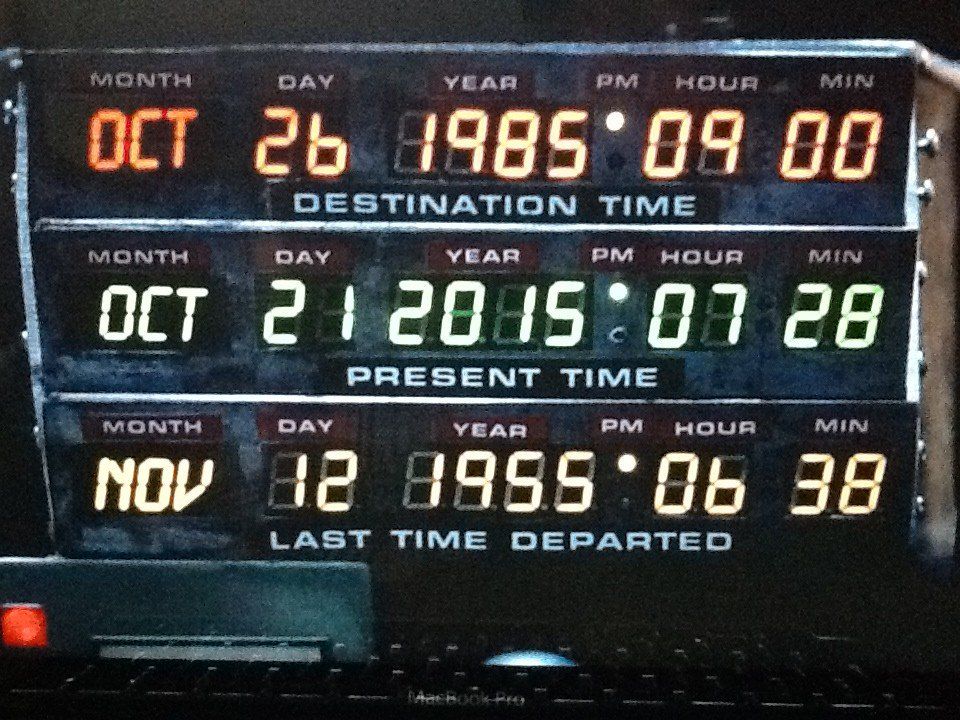 MONTH DAY YEAR PM HOUR MIN
OCT 26 1985 09 00
DESTINATION TIME
MONTH DAY YEAR PM HOUR MIN
OCT 21 2015 07 28
PRESENT TIME
MONTH DAY YEAR PM HOUR MIN
NOV 12 1955 06 38
LAST TIME DEPARTED
MacBook Pro